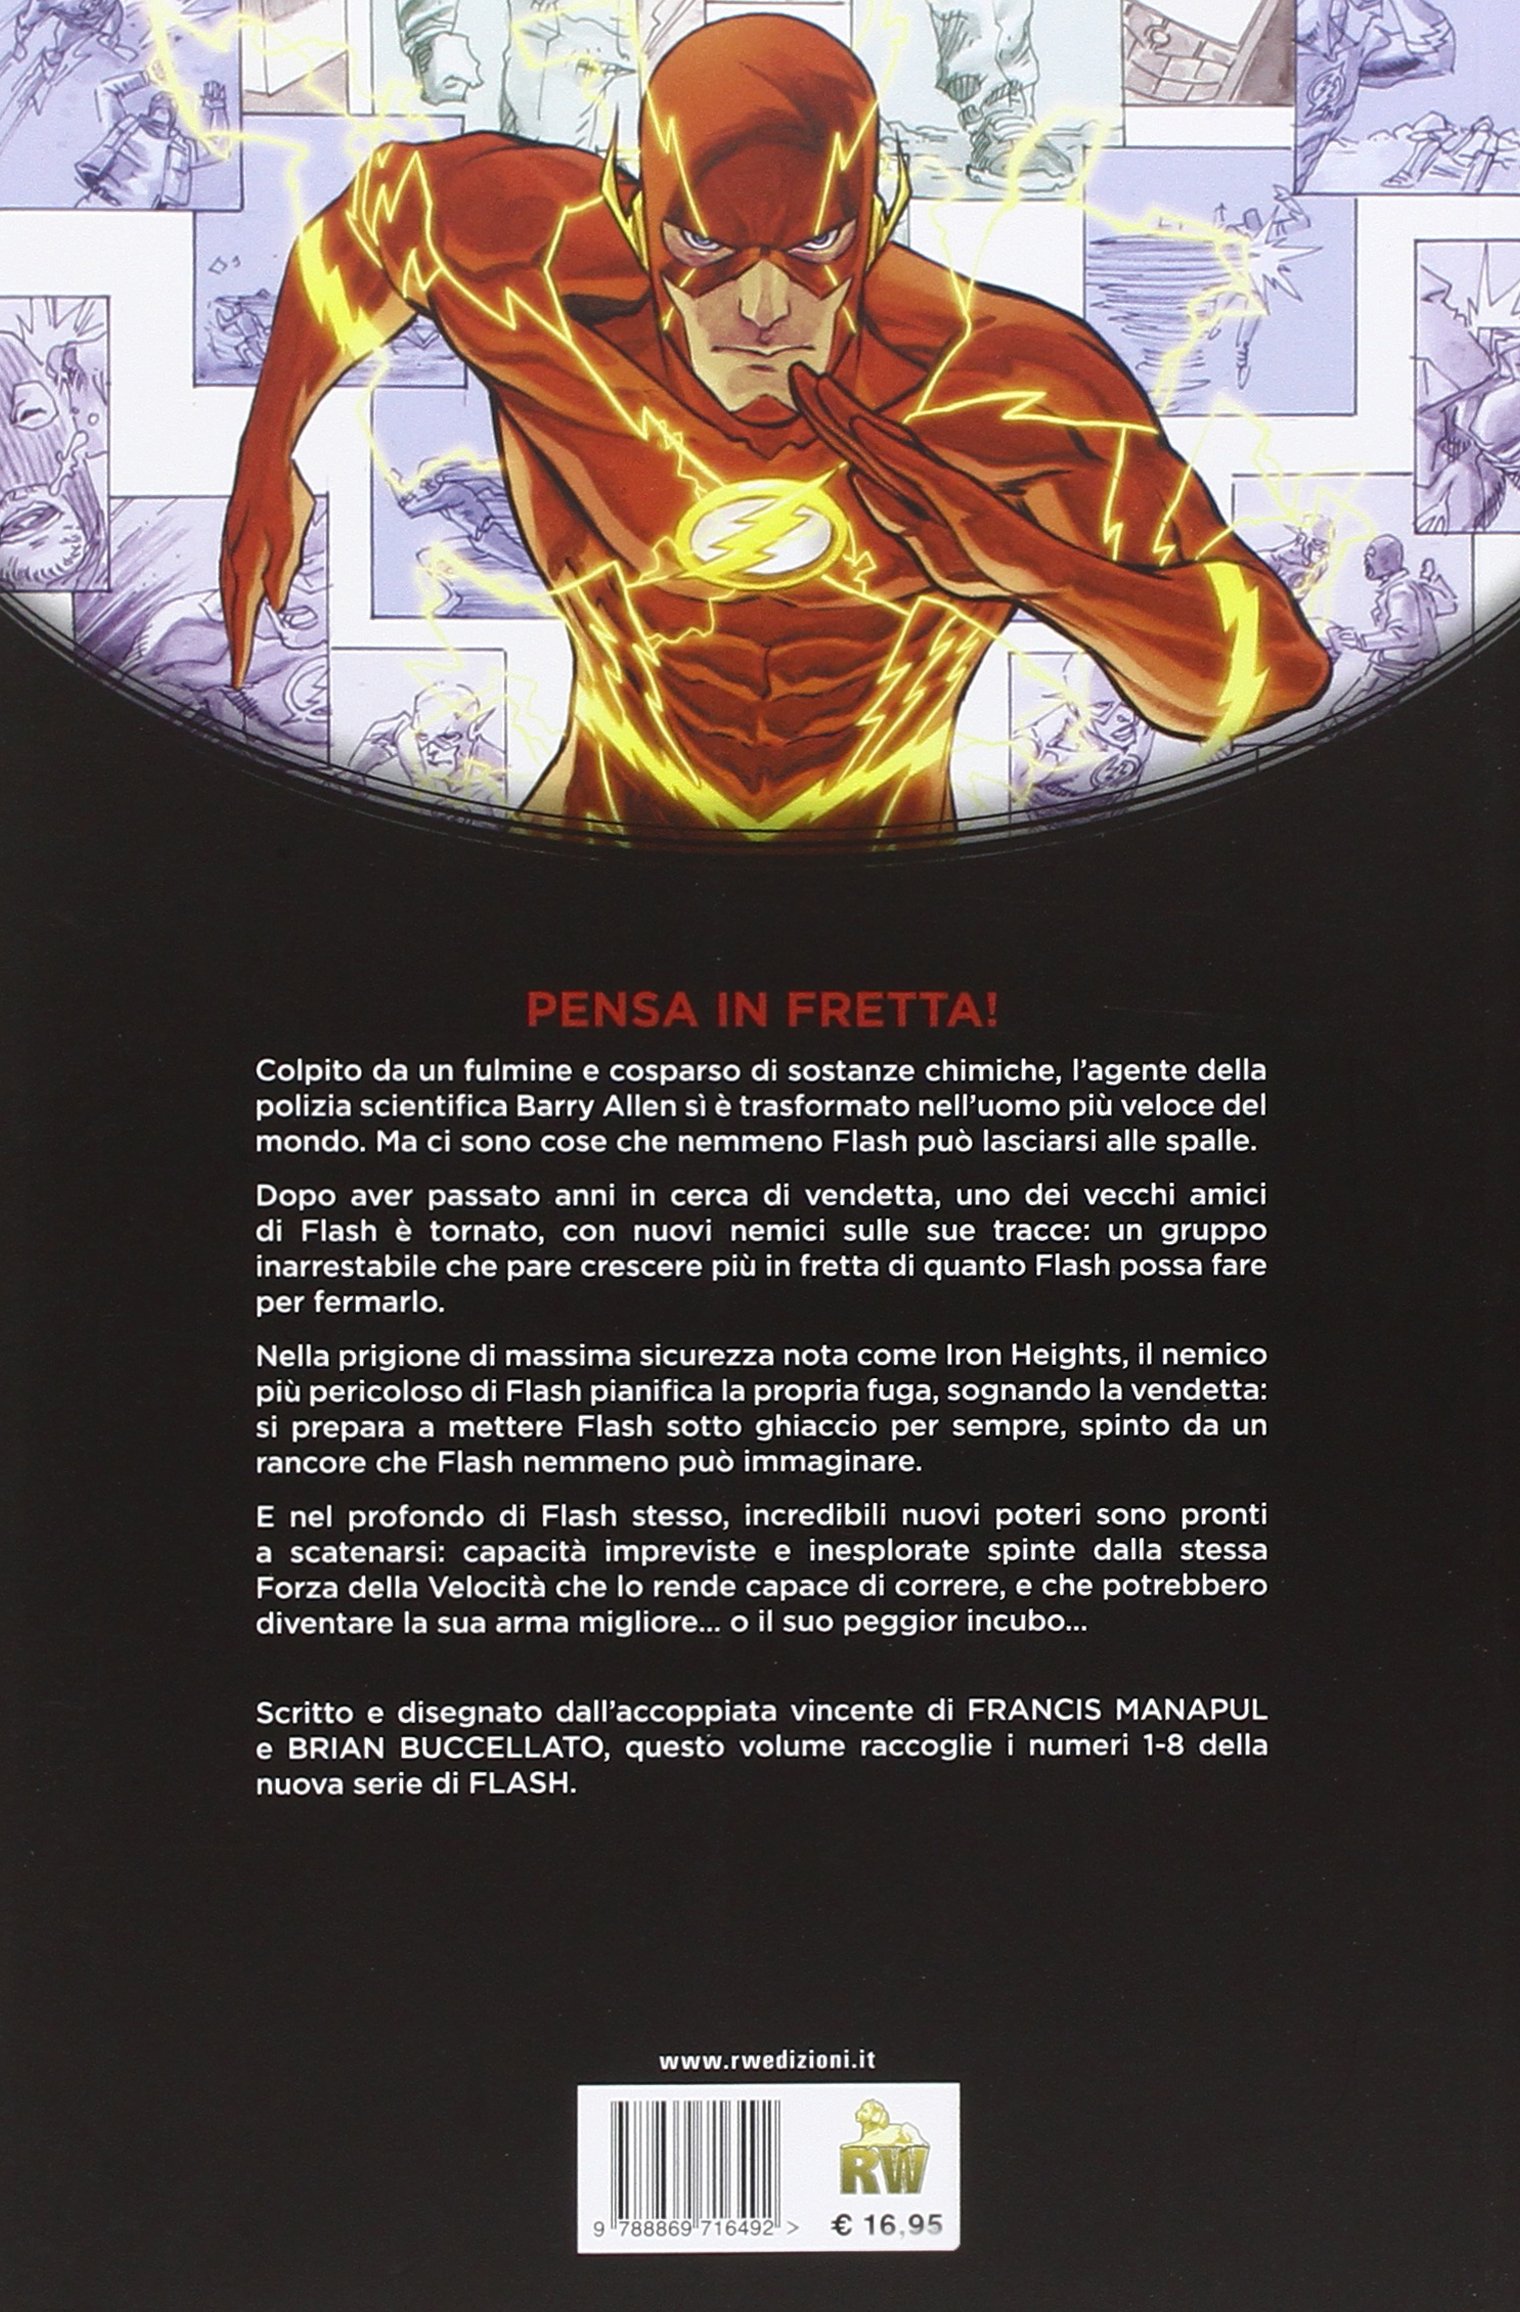 PENSA IN FRETTA!
Colpito da un fulmine e cosparso di sostanze chimiche, l'agente della
polizia scientifica Barry Allen sì è trasformato nell'uomo più veloce del
mondo. Ma ci sono cose che nemmeno Flash può lasciarsi alle spalle.
Dopo aver passato anni in cerca di vendetta, uno dei vecchi amici
di Flash è tornato, con nuovi nemici sulle sue tracce: un gruppo
inarrestabile che pare crescere più in fretta di quanto Flash possa fare
per fermarlo.
Nella prigione di massima sicurezza nota come Iron Heights, il nemico
più pericoloso di Flash pianifica la propria fuga, sognando la vendetta:
si prepara a mettere Flash sotto ghiaccio per sempre, spinto da un
rancore che Flash nemmeno può immaginare.
E nel profondo di Flash stesso, incredibili nuovi poteri sono pronti
a scatenarsi: capacità impreviste e inesplorate spinte dalla stessa
Forza della Velocità che lo rende capace di correre, e che potrebbero
diventare la sua arma migliore... o il suo peggior incubo...
Scritto e disegnato dall'accoppiata vincente di FRANCIS MANAPUL
e BRIAN BUCCELLATO, questo volume raccoglie i numeri 1-8 della
nuova serie di FLASH.
www.rwedizioni.it
RW
9 788869 716492 > € 16,95